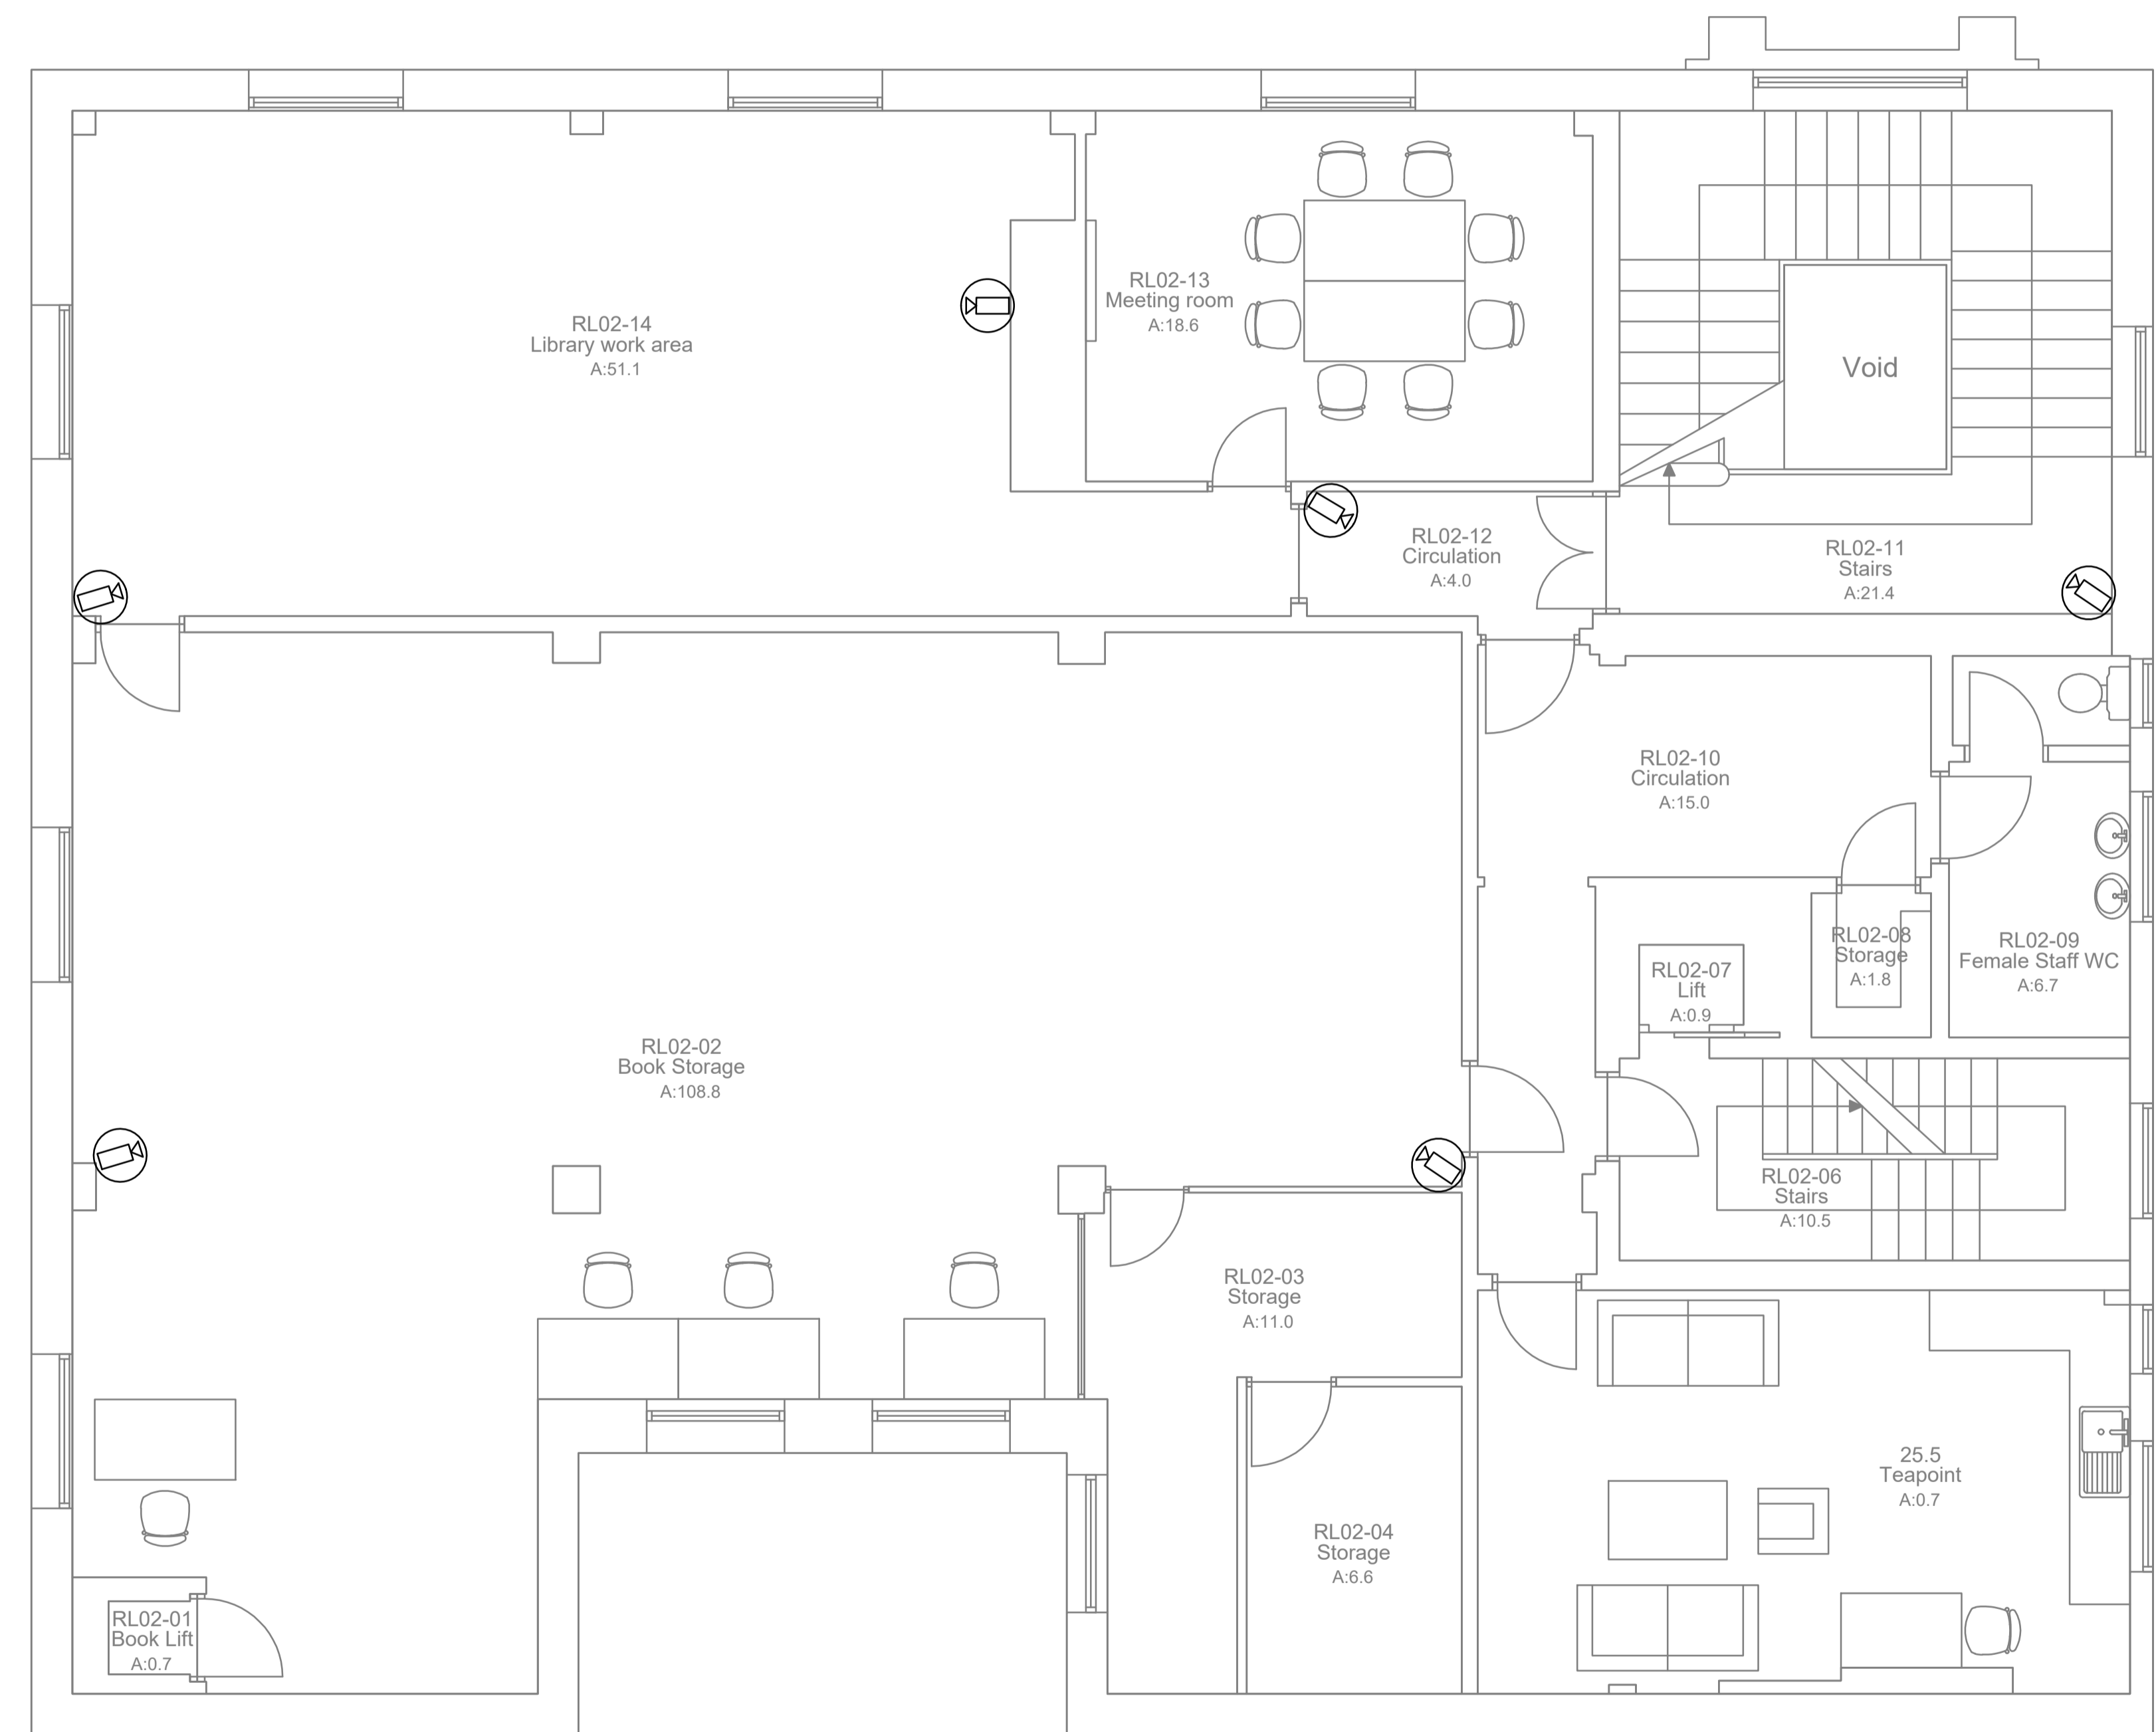 RL02-14
Library work area
A:51.1
RL02-13
Meeting room
A:18.6
Void
RL02-12
Circulation
A:4.0
RL02-11
Stairs
A:21.4
RL02-10
Circulation
A:15.0
RL02-08
Storage
A:1.8
RL02-09
Female Staff WC
A:6.7
RL02-07
Lift
A:0.9
RL02-02
Book Storage
A:108.8
RL02-06
Stairs
A:10.5
RL02-03
Storage
A:11.0
25.5
Teapoint
A:0.7
RL02-04
Storage
A:6.6
RL02-01
Book Lift
A:0.7